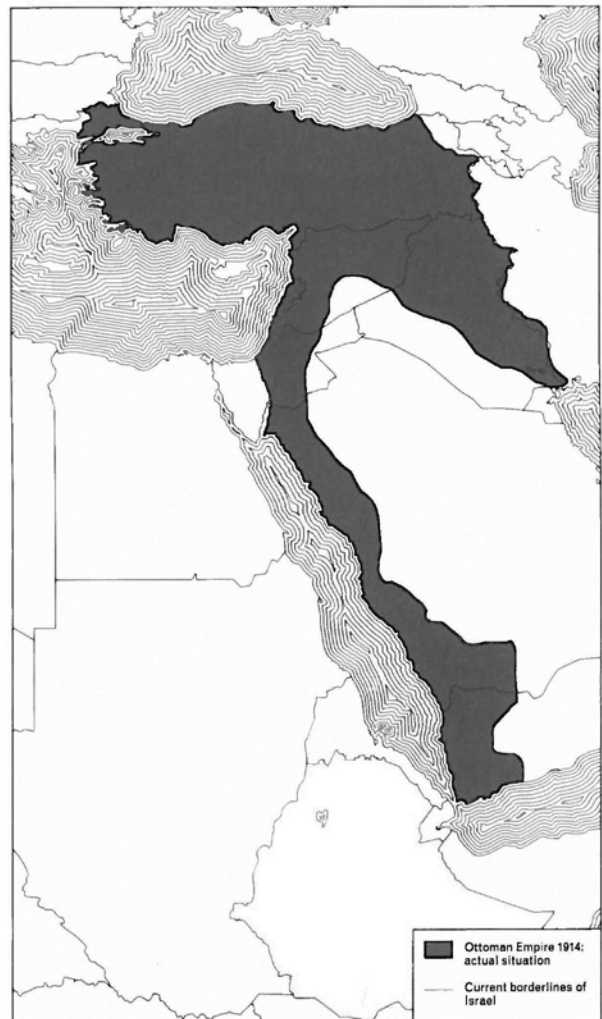 Ottoman Empire 1914:
actual situation
Current borderlines of
Israel